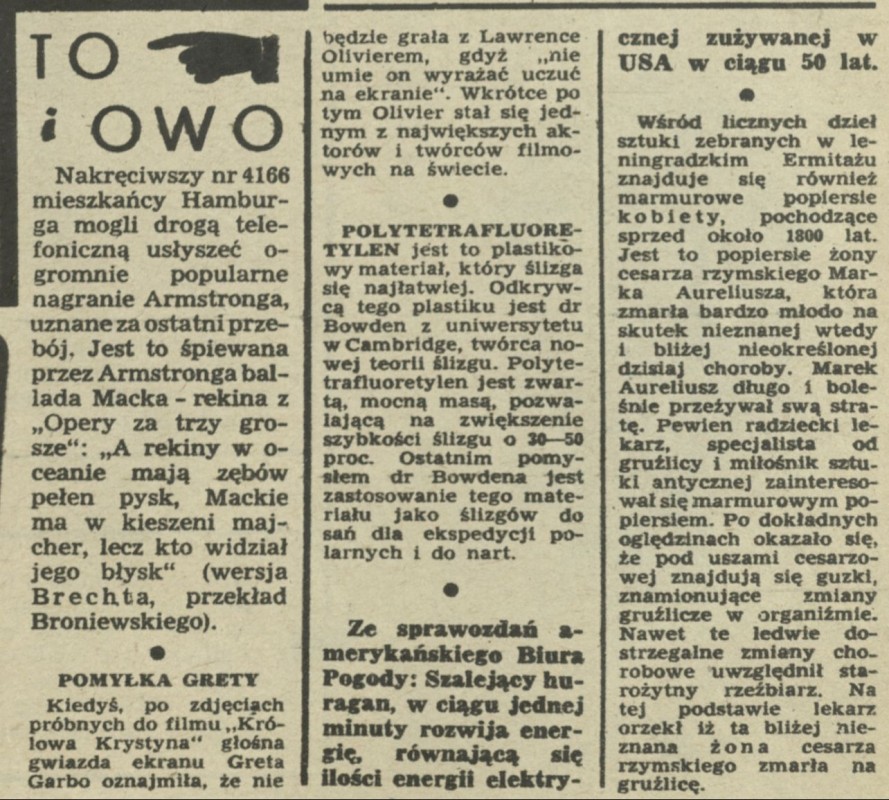 TO
i OWO
Nakręciwszy nr 4166
mieszkańcy Hambur-
ga mogli drogą tele-
foniczną usłyszeć o-
gromnie popularne
nagranie Armstronga,
uznane za ostatni prze-
bój. Jest to śpiewana
przez Armstronga bal-
lada Macka - rekina z
„Opery za trzy gro-
sze“: „A rekiny w o-
ceanie mają zębów
pełen pysk, Mackie
ma w kieszeni maj-
cher, lecz kto widział
jego błysk“ (wersja
Brechta, przekład
Broniewskiego).
●
POMYŁKA GRETY
Kiedyś, po zdjęciach
próbnych do filmu „Kró-
lowa Krystyna“ głośna
gwiazda ekranu Greta
Garbo oznajmiła, że nie
będzie grała z Lawrence
Olivierem, gdyż „nie
umie on wyrażać uczuć
na ekranie“. Wkrótce po
tym Olivier stał się jed-
nym z największych ak-
torów i twórców filmo-
wych na świecie.
●
POLYTETRAFLUORE-
TYLEN jest to plastiko-
wy materiał, który ślizga
się najłatwiej. Odkryw-
cą tego plastiku jest dr
Bowden z uniwersytetu
w Cambridge, twórca no-
wej teorii ślizgu. Polyte-
trafluoretylen jest zwar-
tą, mocną masą, pozwa-
lającą na zwiększenie
szybkości ślizgu o 30—50
proc. Ostatnim pomy-
słem dr Bowdena jest
zastosowanie tego mate-
riału jako ślizgów do
sań dla ekspedycji po-
larnych i do nart.
●
Ze sprawozdań a-
merykańskiego Biura
Pogody: Szalejący hu-
ragan, w ciągu jednej
minuty rozwija ener-
gię, równającą się
ilości energii elektry-
cznej zużywanej w
USA w ciągu 50 lat.
●
Wśród licznych dzieł
sztuki zebranych w le-
ningradzkim Ermitażu
znajduje się również
marmurowe popiersie
kobiety, pochodzące
sprzed około 1800 lat.
Jest to popiersie żony
cesarza rzymskiego Mar-
ka Aureliusza, która
zmarła bardzo młodo na
skutek nieznanej wtedy
i bliżej nieokreślonej
dzisiaj choroby. Marek
Aureliusz długo i bole-
śnie przeżywał swą stra-
tę. Pewien radziecki le-
karz, specjalista od
gruźlicy i miłośnik sztu-
ki antycznej zaintereso-
wał się marmurowym po-
piersiem. Po dokładnych
oględzinach okazało się,
że pod uszami cesarzo-
wej znajdują się guzki,
znamionujące zmiany
gruźlicze w organiźmie.
Nawet te ledwie do-
strzegalne zmiany cho-
robowe uwzględnił sta-
rożytny rzeźbiarz. Na
tej podstawie lekarz
orzekł iż ta bliżej nie-
znana żona cesarza
rzymskiego zmarła na
gruźlicę.